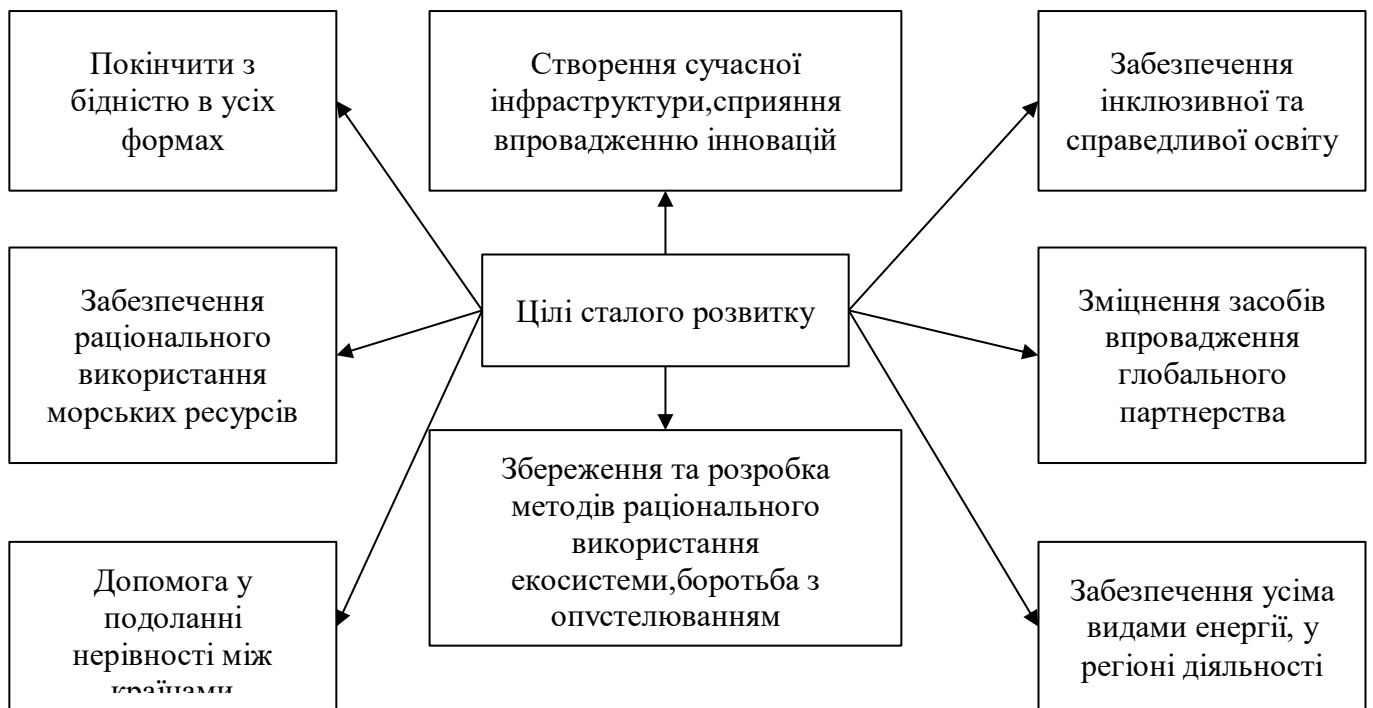 Покінчити з
бідністю в усіх
формах
Створення сучасної
інфраструктури,сприяння
впровадженню інновацій
Забезпечення
інклюзивної та
справедливої освіту
Забезпечення
раціонального
використання
морських ресурсів
Цілі сталого розвитку
Зміцнення засобів
впровадження
глобального
партнерства
Збереження та розробка
методів раціонального
використання
екосистеми,боротьба з
опустелюванням
Допомога у
подоланні
нерівності між
країнами
Забезпечення усіма
видами енергії, у
регіоні діяльності